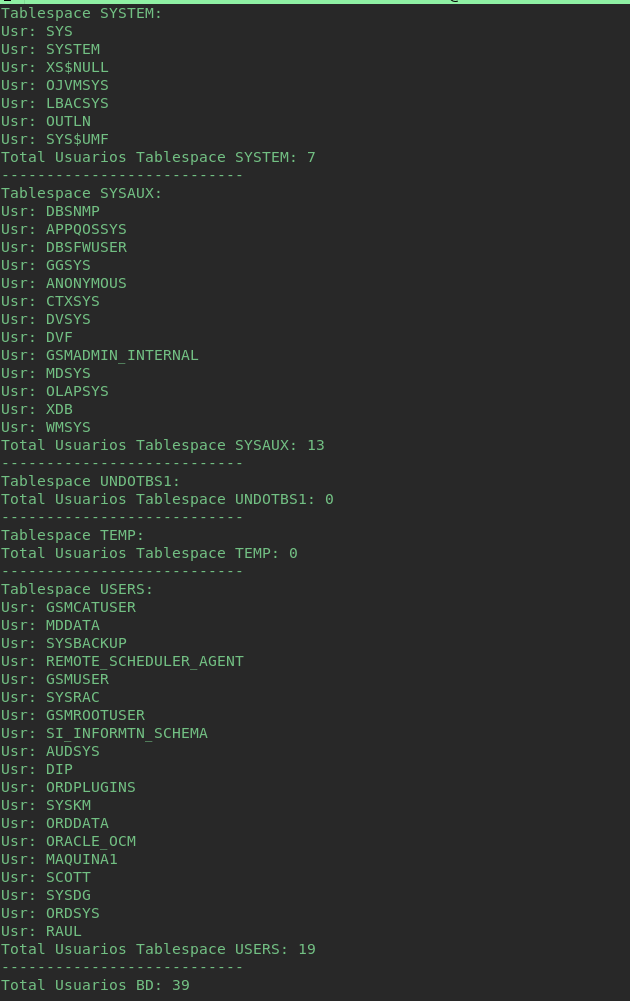 Tablespace SYSTEM:
Usr: SYS
Usr: SYSTEM
Usr: XS$NULL
Usr: OJVMSYS
Usr: LBACSYS
Usr: OUTLN
Usr: SYS$UMF
Total Usuarios Tablespace SYSTEM: 7
---------------------------
Tablespace SYSAUX:
Usr: DBSNMP
Usr: APPQOSSYS
Usr: DBSFWUSER
Usr: GGSYS
Usr: ANONYMOUS
Usr: CTXSYS
Usr: DVSYS
Usr: DVF
Usr: GSMADMIN_INTERNAL
Usr: MDSYS
Usr: OLAPSYS
Usr: XDB
Usr: WMSYS
Total Usuarios Tablespace SYSAUX: 13
---------------------------
Tablespace UNDOTBS1:
Total Usuarios Tablespace UNDOTBS1: 0
---------------------------
Tablespace TEMP:
Total Usuarios Tablespace TEMP: 0
---------------------------
Tablespace USERS:
Usr: GSMCATUSER
Usr: MDDATA
Usr: SYSBACKUP
Usr: REMOTE_SCHEDULER_AGENT
Usr: GSMUSER
Usr: SYSRAC
Usr: GSMROOTUSER
Usr: SI_INFORMTN_SCHEMA
Usr: AUDSYS
Usr: DIP
Usr: ORDPLUGINS
Usr: SYSKM
Usr: ORDDATA
Usr: ORACLE_OCM
Usr: MAQUINA1
Usr: SCOTT
Usr: SYSDG
Usr: ORDSYS
Usr: RAUL
Total Usuarios Tablespace USERS: 19
---------------------------
Total Usuarios BD: 39